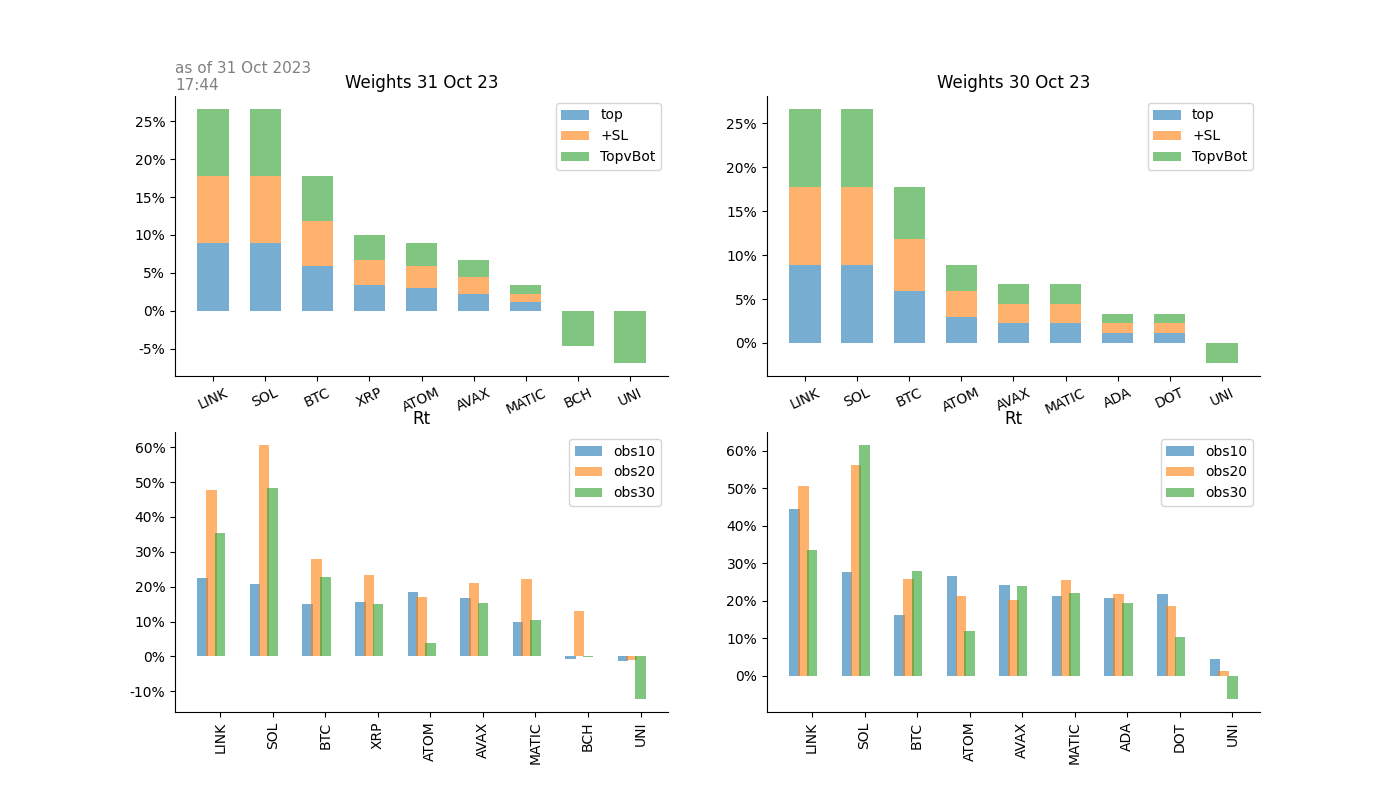 as of 31 Oct 2023
17:44
Weights 31 Oct 23
25%
20%
15%
10%
5%
0%
-5%
top
+SL
TopvBot
LINK
SOL
BTC
XRP
ATOM
AVAX
MATIC
BCH
UNI
Weights 30 Oct 23
25%
20%
15%
10%
5%
0%
top
+SL
TopvBot
LINK
SOL
BTC
ATOM
AVAX
MATIC
ADA
DOT
UNI
Rt
60%
50%
40%
30%
20%
10%
0%
-10%
obs10
obs20
obs30
LINK
SOL
BTC
XRP
ATOM
AVAX
MATIC
BCH
UNI
Rt
60%
50%
40%
30%
20%
10%
0%
obs10
obs20
obs30
LINK
SOL
BTC
ATOM
AVAX
MATIC
ADA
DOT
UNI